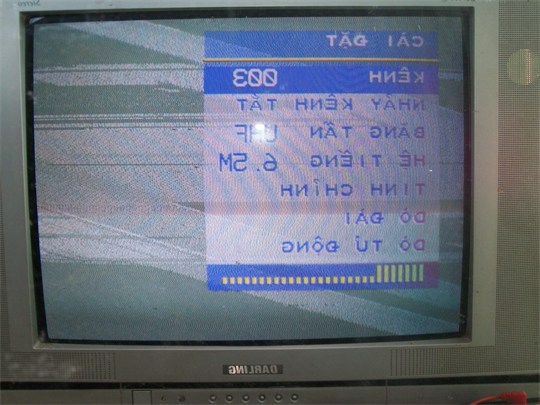 CÀI ĐẶT
KÊNH 003
NHẢY KÊNH TẮT
BĂNG TẦN UHF
HỆ TIẾNG 6.5M
TINH CHỈNH
DÒ ĐÀI
DÒ TỰ ĐỘNG
DARLING